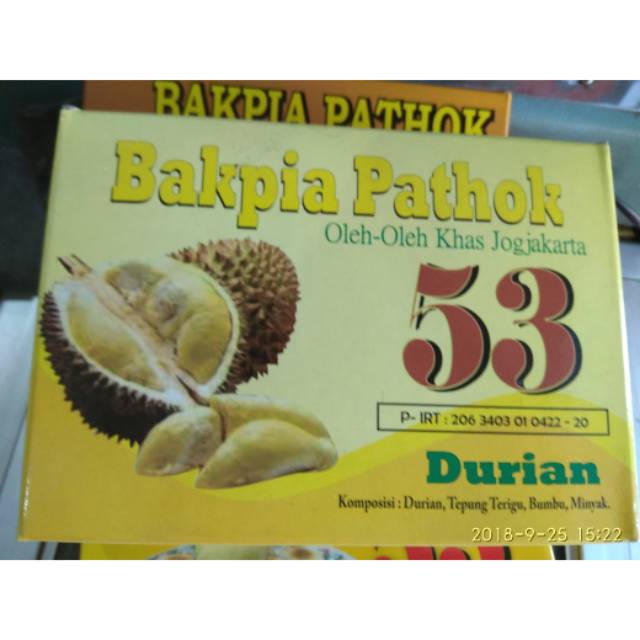 BAKPIA PATHOK
Bakpia Pathok
Oleh-Oleh Khas Jogjakarta
53
P- IRT : 206 3403 01 0422 - 20
Durian
Komposisi : Durian, Tepung Terigu, Bumbu, Minyak.
2018-9-25 15:22